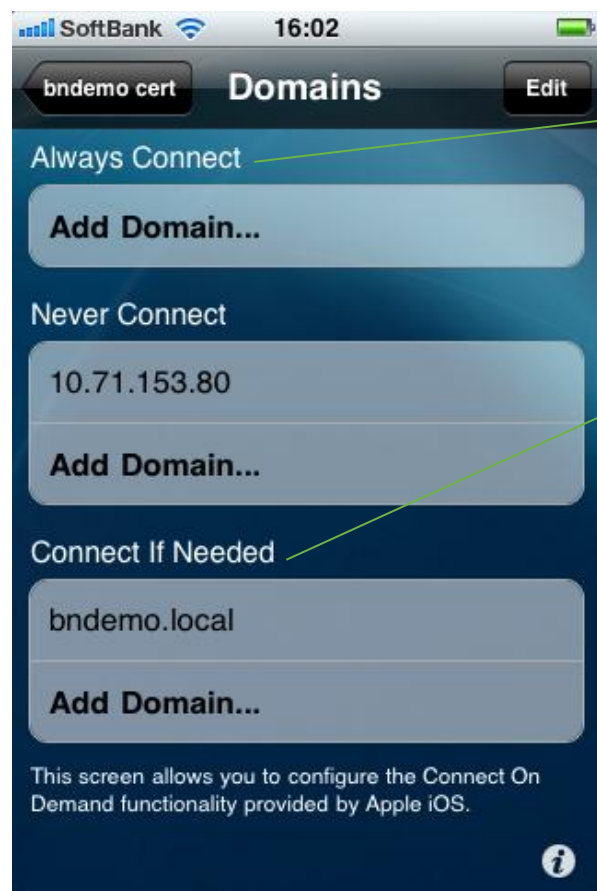 SoftBank 16:02
bndemo cert Domains Edit
Always Connect
Add Domain...
Never Connect
10.71.153.80
Add Domain...
Connect If Needed
bndemo.local
Add Domain...
This screen allows you to configure the Connect On
Demand functionality provided by Apple iOS.
i